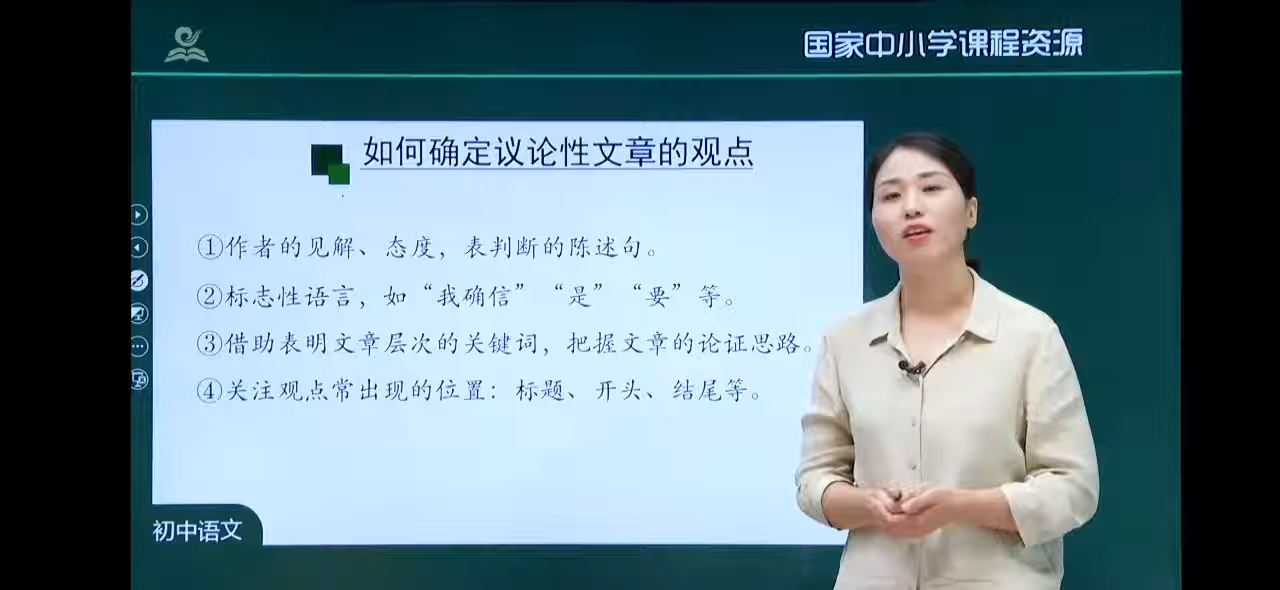 国家中小学课程资源
如何确定议论性文章的观点
①作者的见解、态度，表判断的陈述句。
②标志性语言，如“我确信”“是”“要”等。
③借助表明文章层次的关键词，把握文章的论证思路。
④关注观点常出现的位置：标题、开头、结尾等。
初中语文